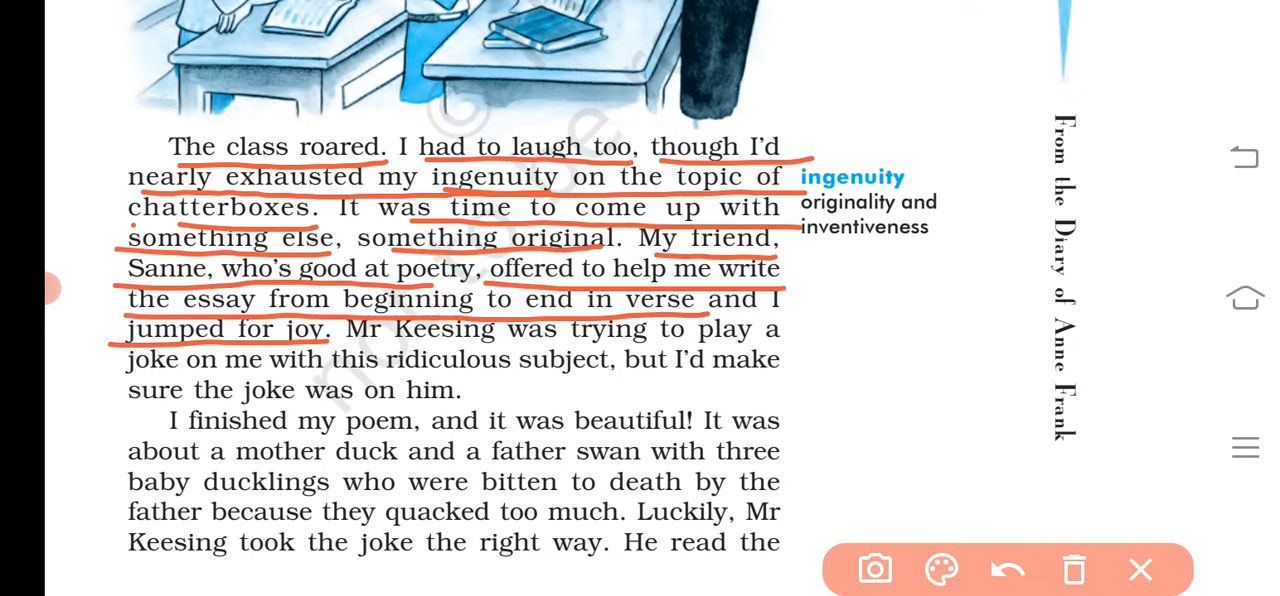 The class roared. I had to laugh too, though I'd
nearly exhausted my ingenuity on the topic of
chatterboxes. It was time to come up with
something else, something original. My friend,
Sanne, who's good at poetry, offered to help me write
the essay from beginning to end in verse and I
jumped for joy. Mr Keesing was trying to play a
joke on me with this ridiculous subject, but I'd make
sure the joke was on him.
I finished my poem, and it was beautiful! It was
about a mother duck and a father swan with three
baby ducklings who were bitten to death by the
father because they quacked too much. Luckily, Mr
Keesing took the joke the right way. He read the
ingenuity
originality and
inventiveness
From the Diary of Anne Frank
©
not to be